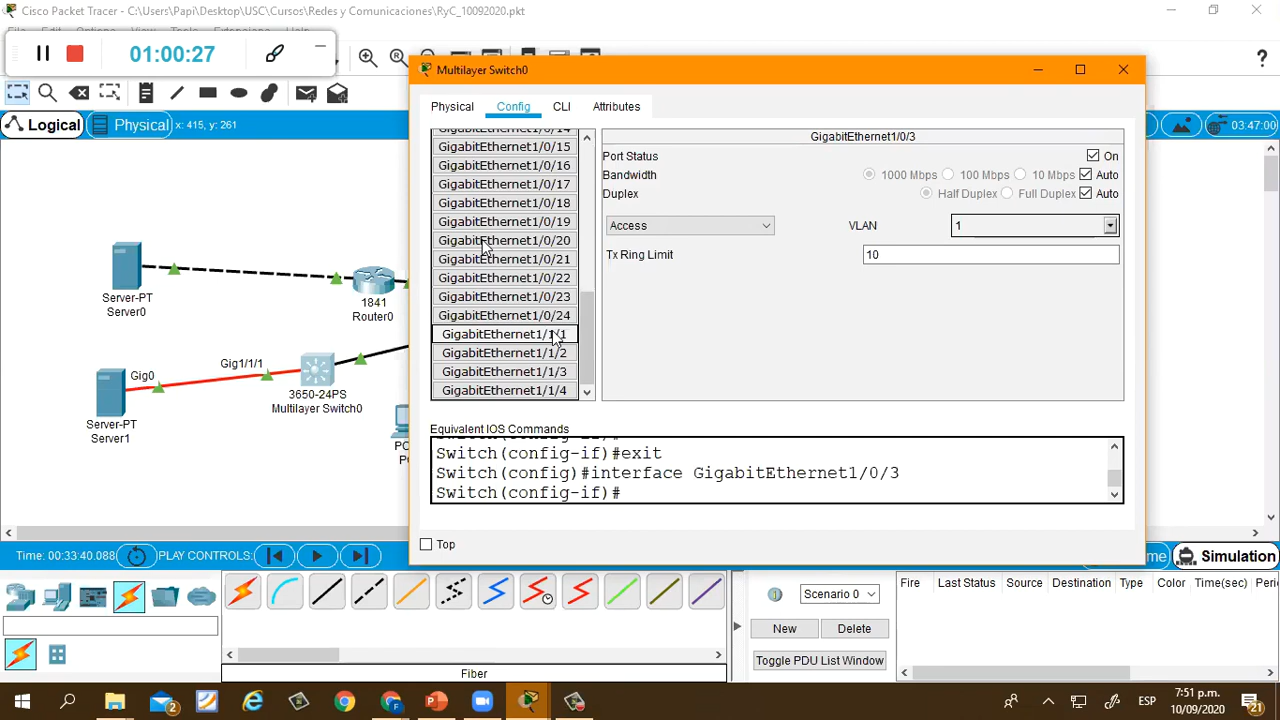 Cisco Packet Tracer - C:\Users\Papi\Desktop\USC\Cursos\Redes y Comunicaciones\RyC_10092020.pkt
01:00:27
Multilayer Switch0
Physical Config CLI Attributes
Logical Physical x: 415, y: 261
03:47:00
GigabitEthernet1/0/14
GigabitEthernet1/0/15
GigabitEthernet1/0/16
GigabitEthernet1/0/17
GigabitEthernet1/0/18
GigabitEthernet1/0/19
GigabitEthernet1/0/20
GigabitEthernet1/0/21
GigabitEthernet1/0/22
GigabitEthernet1/0/23
GigabitEthernet1/0/24
GigabitEthernet1/1/1
GigabitEthernet1/1/2
GigabitEthernet1/1/3
GigabitEthernet1/1/4
GigabitEthernet1/0/3
Port Status On
Bandwidth 1000 Mbps 100 Mbps 10 Mbps Auto
Duplex Half Duplex Full Duplex Auto
Access VLAN 1
Tx Ring Limit 10
Server-PT
Server0
1841
Router0
Gig1/1/1
Gig0
3650-24PS
Multilayer Switch0
Server-PT
Server1
PC
Equivalent IOS Commands
Switch(config-if)#exit
Switch(config)#interface GigabitEthernet1/0/3
Switch(config-if)#
Top
Time: 00:33:40.088 PLAY CONTROLS:
Simulation
Scenario 0
New Delete
Toggle PDU List Window
Fire Last Status Source Destination Type Color Time(sec) Peri
Fiber
2
ESP
7:51 p.m.
10/09/2020
21